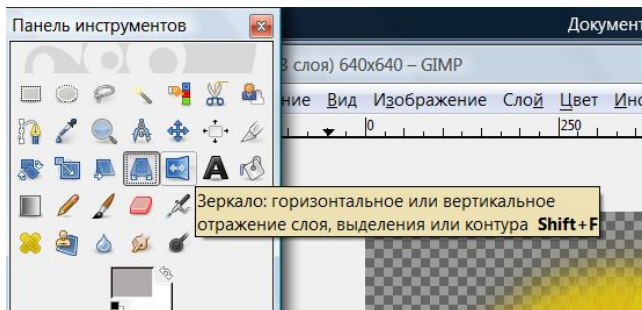 Панель инструментов
Документ
3 слоя) 640x640 – GIMP
ние Вид Изображение Слой Цвет Инс
0 250
Зеркало: горизонтальное или вертикальное
отражение слоя, выделения или контура Shift+F